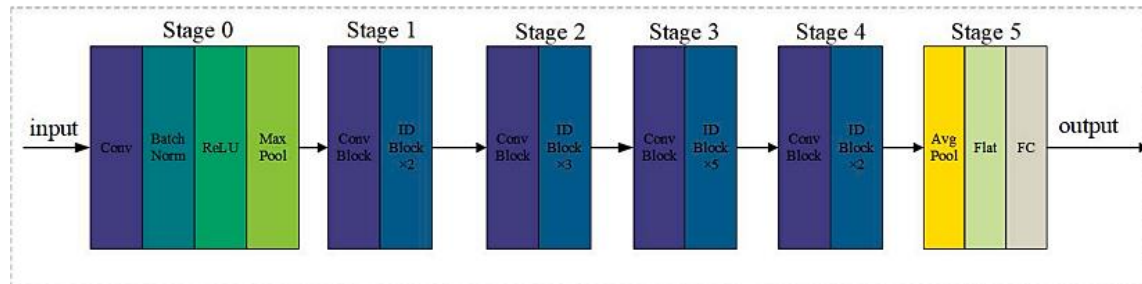 Stage 0
Stage 1
Stage 2
Stage 3
Stage 4
Stage 5
input
Conv
Batch
Norm
ReLU
Max
Pool
Conv
Block
ID
Block
×2
Conv
Block
ID
Block
×3
Conv
Block
ID
Block
×5
Conv
Block
ID
Block
×2
Avg
Pool
Flat
FC
output